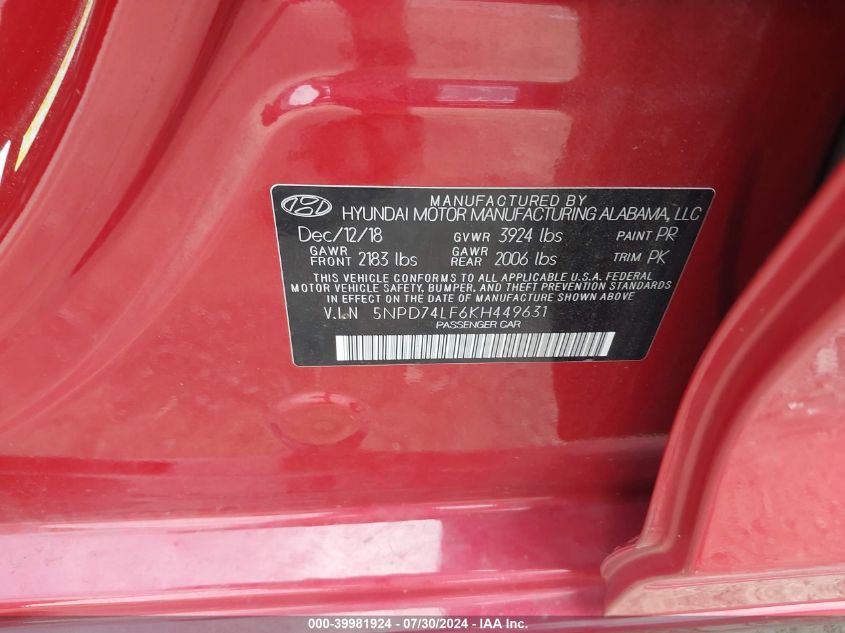 MANUFACTURED BY
HYUNDAI MOTOR MANUFACTURING ALABAMA, LLC
Dec/12/18 GVWR 3924 lbs PAINT PR
GAWR FRONT 2183 lbs GAWR REAR 2006 lbs TRIM PK
THIS VEHICLE CONFORMS TO ALL APPLICABLE U.S.A. FEDERAL
MOTOR VEHICLE SAFETY, BUMPER, AND THEFT PREVENTION STANDARDS
IN EFFECT ON THE DATE OF MANUFACTURE SHOWN ABOVE
V.I.N 5NPD74LF6KH449631
PASSENGER CAR
000-39981924 | 07/30/2024 | IAA Inc.